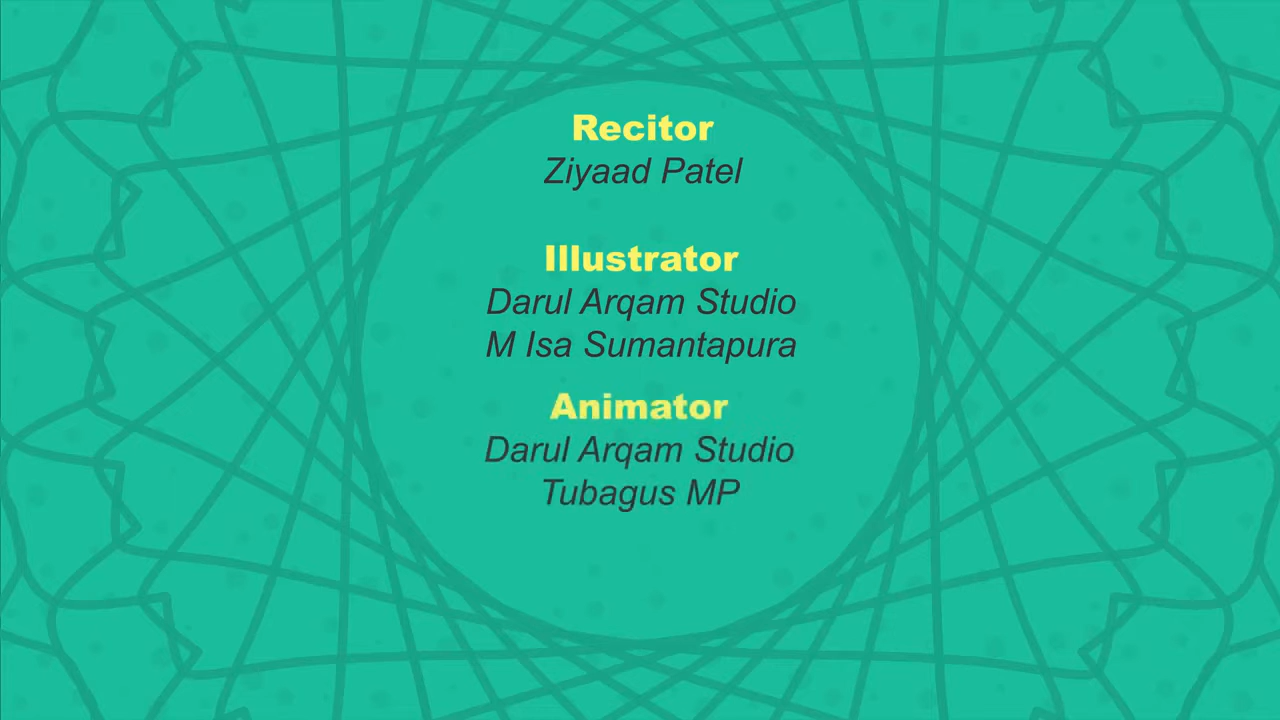 Recitor
Ziyaad Patel
Illustrator
Darul Arqam Studio
M Isa Sumantapura
Animator
Darul Arqam Studio
Tubagus MP